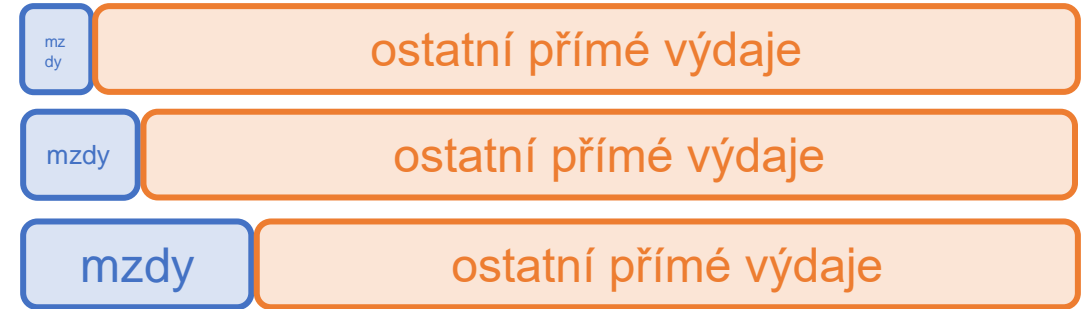 mz
dy
ostatní přímé výdaje
mzdy
ostatní přímé výdaje
mzdy
ostatní přímé výdaje